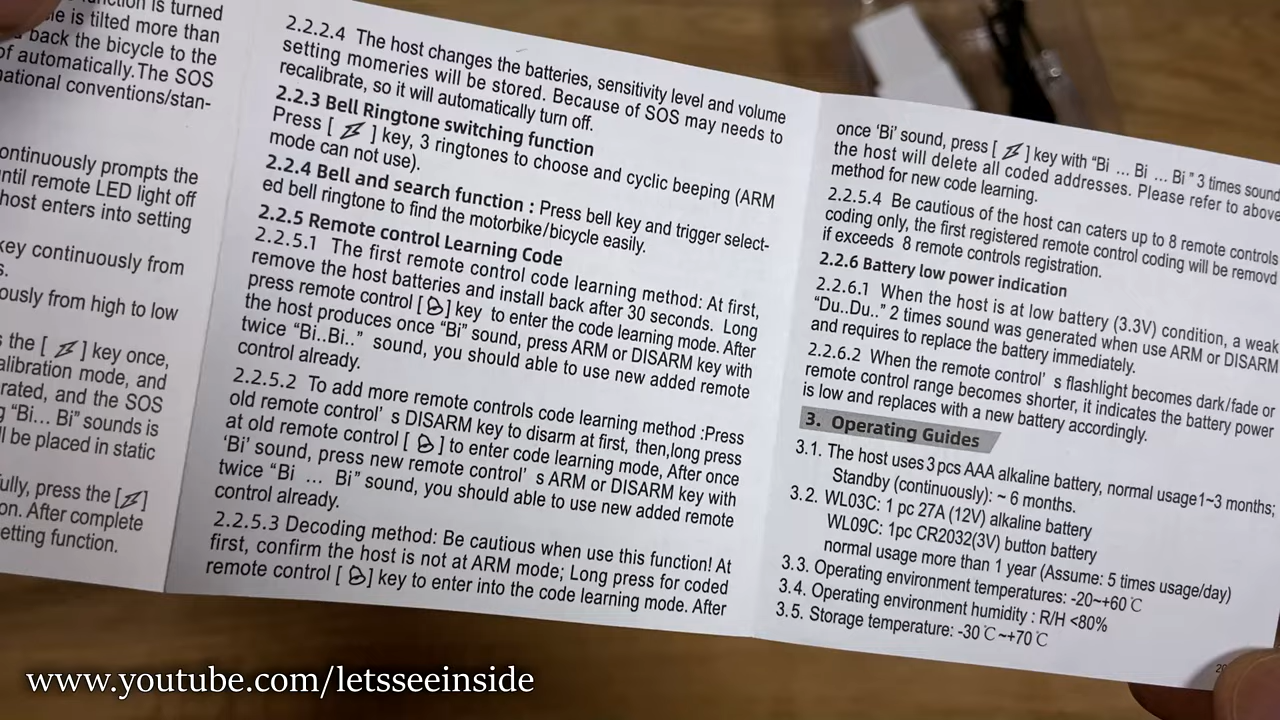 nction is turned
le is tilted more than
back the bicycle to the
of automatically.The SOS
national conventions/stan-
ontinuously prompts the
until remote LED light off
host enters into setting
key continuously from
s.
ously from high to low
s the [ ] key once,
alibration mode, and
rated, and the SOS
g “Bi... Bi” sounds is
ll be placed in static
fully, press the [ ]
on. After complete
etting function.
2.2.2.4 The host changes the batteries, sensitivity level and volume
setting momeries will be stored. Because of SOS may needs to
recalibrate, so it will automatically turn off.
2.2.3 Bell Ringtone switching function
Press [ ] key, 3 ringtones to choose and cyclic beeping (ARM
mode can not use).
2.2.4 Bell and search function : Press bell key and trigger select-
ed bell ringtone to find the motorbike/bicycle easily.
2.2.5 Remote control Learning Code
2.2.5.1 The first remote control code learning method: At first,
remove the host batteries and install back after 30 seconds. Long
press remote control [ ] key to enter the code learning mode. After
the host produces once “Bi” sound, press ARM or DISARM key with
twice “Bi..Bi..” sound, you should able to use new added remote
control already.
2.2.5.2 To add more remote controls code learning method :Press
old remote control’s DISARM key to disarm at first, then,long press
at old remote control [ ] to enter code learning mode, After once
‘Bi’ sound, press new remote control’s ARM or DISARM key with
twice “Bi ... Bi” sound, you should able to use new added remote
control already.
2.2.5.3 Decoding method: Be cautious when use this function! At
first, confirm the host is not at ARM mode; Long press for coded
remote control [ ] key to enter into the code learning mode. After
once ‘Bi’ sound, press [ ] key with “Bi ... Bi ... Bi ” 3 times sound
the host will delete all coded addresses. Please refer to above
method for new code learning.
2.2.5.4 Be cautious of the host can caters up to 8 remote controls
coding only, the first registered remote control coding will be removd
if exceeds 8 remote controls registration.
2.2.6 Battery low power indication
2.2.6.1 When the host is at low battery (3.3V) condition, a weak
“Du..Du..” 2 times sound was generated when use ARM or DISARM
and requires to replace the battery immediately.
2.2.6.2 When the remote control’s flashlight becomes dark/fade or
remote control range becomes shorter, it indicates the battery power
is low and replaces with a new battery accordingly.
3. Operating Guides
3.1. The host uses 3 pcs AAA alkaline battery, normal usage1~3 months;
Standby (continuously): ~ 6 months.
3.2. WL03C: 1 pc 27A (12V) alkaline battery
WL09C: 1pc CR2032(3V) button battery
normal usage more than 1 year (Assume: 5 times usage/day)
3.3. Operating environment temperatures: -20~+60℃
3.4. Operating environment humidity : R/H <80%
3.5. Storage temperature: -30℃~+70℃
www.youtube.com/letsseeinside